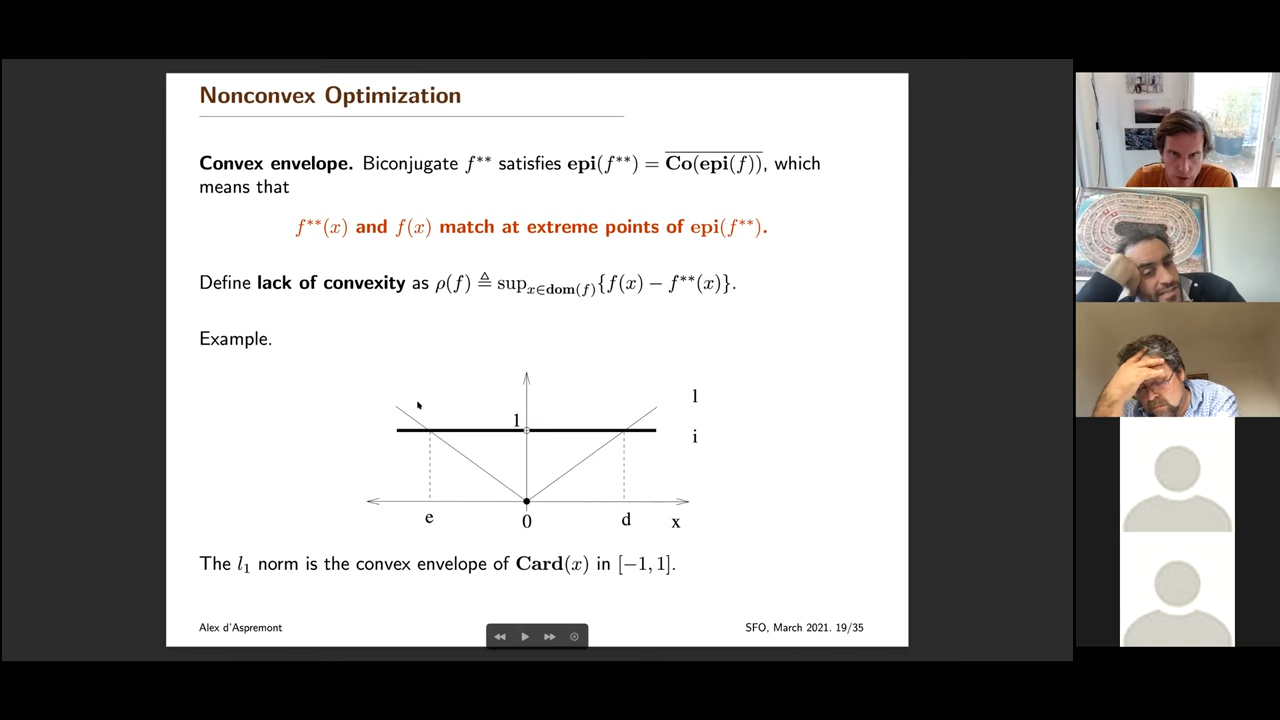 Nonconvex Optimization
Convex envelope. Biconjugate f** satisfies epi(f**) = \overline{Co(epi(f))}, which
means that
f**(x) and f(x) match at extreme points of epi(f**).
Define lack of convexity as ρ(f) ≜ sup_{x∈dom(f)}{f(x) − f**(x)}.
Example.
l
1
i
e
0
d
x
The l₁ norm is the convex envelope of Card(x) in [−1, 1].
Alex d'Aspremont
SFO, March 2021. 19/35